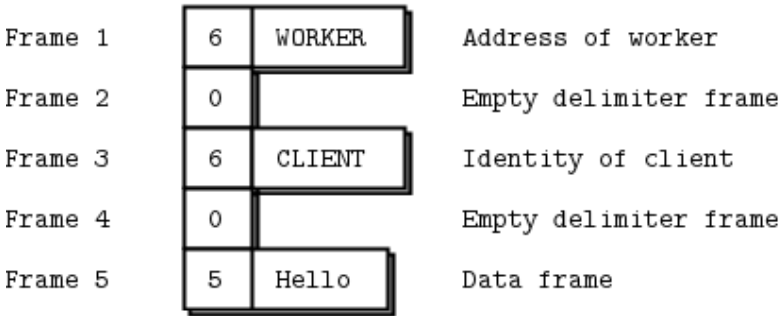 Frame 1 6 WORKER Address of worker
Frame 2 0 Empty delimiter frame
Frame 3 6 CLIENT Identity of client
Frame 4 0 Empty delimiter frame
Frame 5 5 Hello Data frame